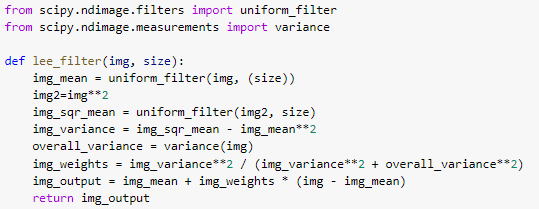 from scipy.ndimage.filters import uniform_filter
from scipy.ndimage.measurements import variance
def lee_filter(img, size):
img_mean = uniform_filter(img, (size))
img2=img**2
img_sqr_mean = uniform_filter(img2, size)
img_variance = img_sqr_mean - img_mean**2
overall_variance = variance(img)
img_weights = img_variance**2 / (img_variance**2 + overall_variance**2)
img_output = img_mean + img_weights * (img - img_mean)
return img_output